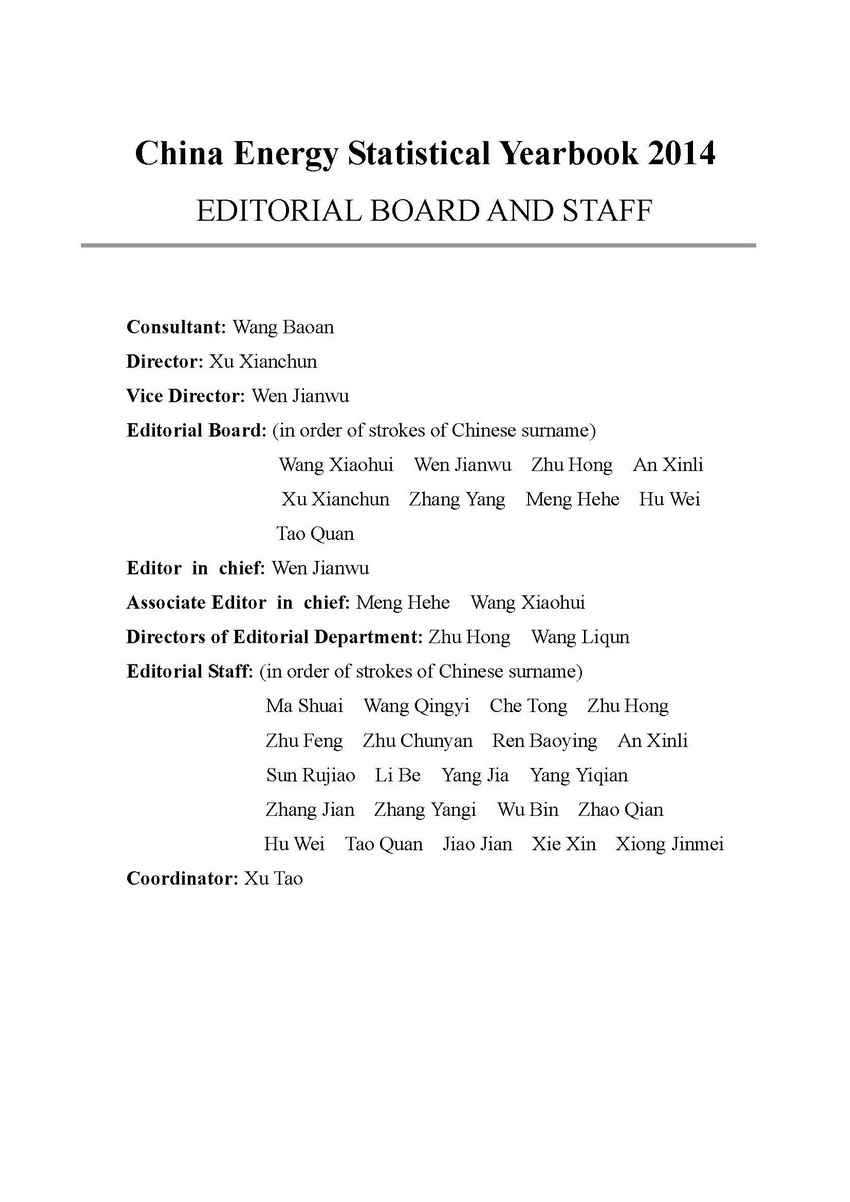 China Energy Statistical Yearbook 2014
EDITORIAL BOARD AND STAFF
Consultant: Wang Baoan
Director: Xu Xianchun
Vice Director: Wen Jianwu
Editorial Board: (in order of strokes of Chinese surname)
Wang Xiaohui Wen Jianwu Zhu Hong An Xinli
Xu Xianchun Zhang Yang Meng Hehe Hu Wei
Tao Quan
Editor in chief: Wen Jianwu
Associate Editor in chief: Meng Hehe Wang Xiaohui
Directors of Editorial Department: Zhu Hong Wang Liqun
Editorial Staff: (in order of strokes of Chinese surname)
Ma Shuai Wang Qingyi Che Tong Zhu Hong
Zhu Feng Zhu Chunyan Ren Baoying An Xinli
Sun Rujiao Li Be Yang Jia Yang Yiqian
Zhang Jian Zhang Yangi Wu Bin Zhao Qian
Hu Wei Tao Quan Jiao Jian Xie Xin Xiong Jinmei
Coordinator: Xu Tao